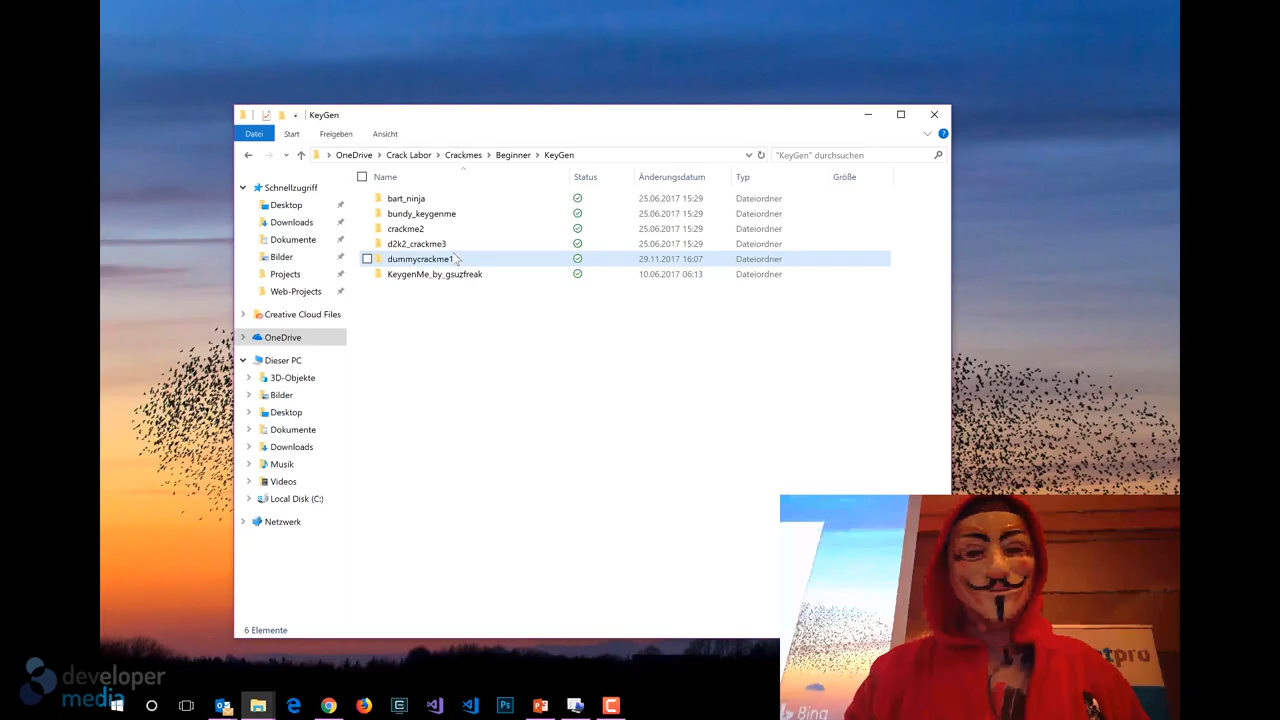 KeyGen
Datei Start Freigeben Ansicht
OneDrive Crack Labor Crackmes Beginner KeyGen
"KeyGen" durchsuchen
Name Status Änderungsdatum Typ Größe
bart_ninja 25.06.2017 15:29 Dateiordner
bundy_keygenme 25.06.2017 15:29 Dateiordner
crackme2 25.06.2017 15:29 Dateiordner
d2k2_crackme3 25.06.2017 15:29 Dateiordner
dummycrackme1 29.11.2017 16:07 Dateiordner
KeygenMe_by_gsuzfreak 10.06.2017 06:13 Dateiordner
Schnellzugriff
Desktop
Downloads
Dokumente
Bilder
Projects
Web-Projects
Creative Cloud Files
OneDrive
Dieser PC
3D-Objekte
Bilder
Desktop
Dokumente
Downloads
Musik
Videos
Local Disk (C:)
Netzwerk
6 Elemente
developer
media
Ps
Bing